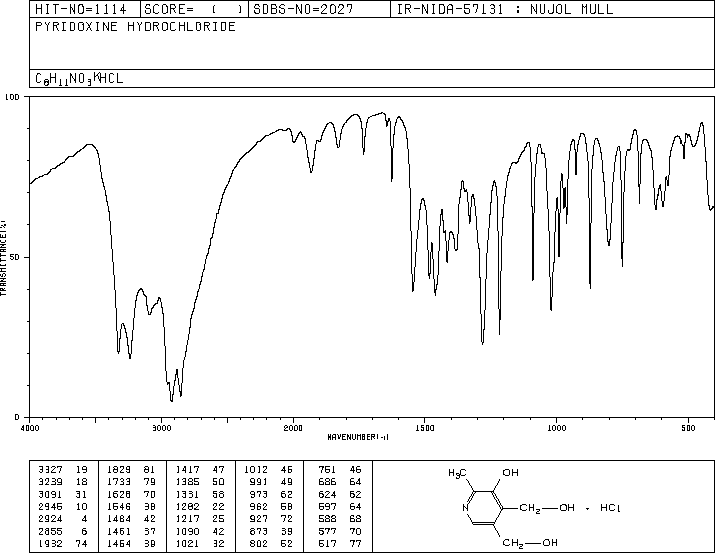 HIT-NO=1114 SCORE= ( ) SDBS-NO=2027 IR-NIDA-57131 : NUJOL MULL
PYRIDOXINE HYDROCHLORIDE
C8H11NO3 HCL
100
50
0
TRANSMITTANCE(%)
4000 3000 2000 1500 1000 500
WAVENUMBER(-1)
3327 19 1829 81 1417 47 1012 46 751 46
3239 18 1733 79 1385 50 991 49 686 64
3091 31 1628 70 1331 58 973 62 624 62
2945 10 1546 38 1282 22 962 58 597 64
2924 4 1484 42 1217 25 927 72 588 68
2855 6 1461 37 1090 42 873 39 577 70
1932 74 1454 39 1021 32 802 52 517 77
OH
H3C
N
CH2—OH · HCl
CH2—OH